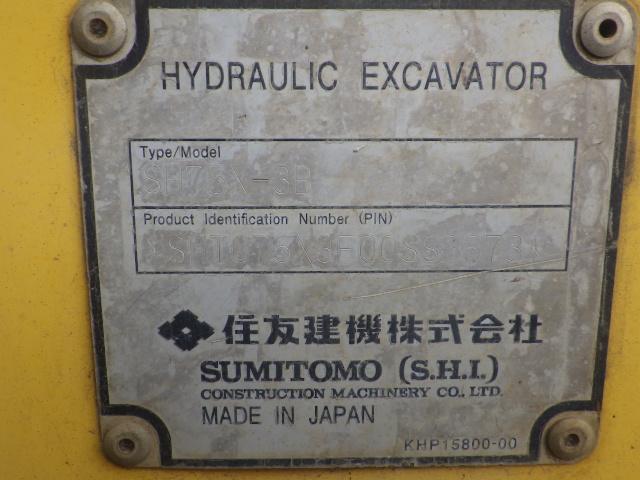 HYDRAULIC EXCAVATOR
Type/Model
Product Identification Number (PIN)
住友建機株式会社
SUMITOMO (S.H.I.)
CONSTRUCTION MACHINERY CO., LTD.
MADE IN JAPAN
KHP15800-00